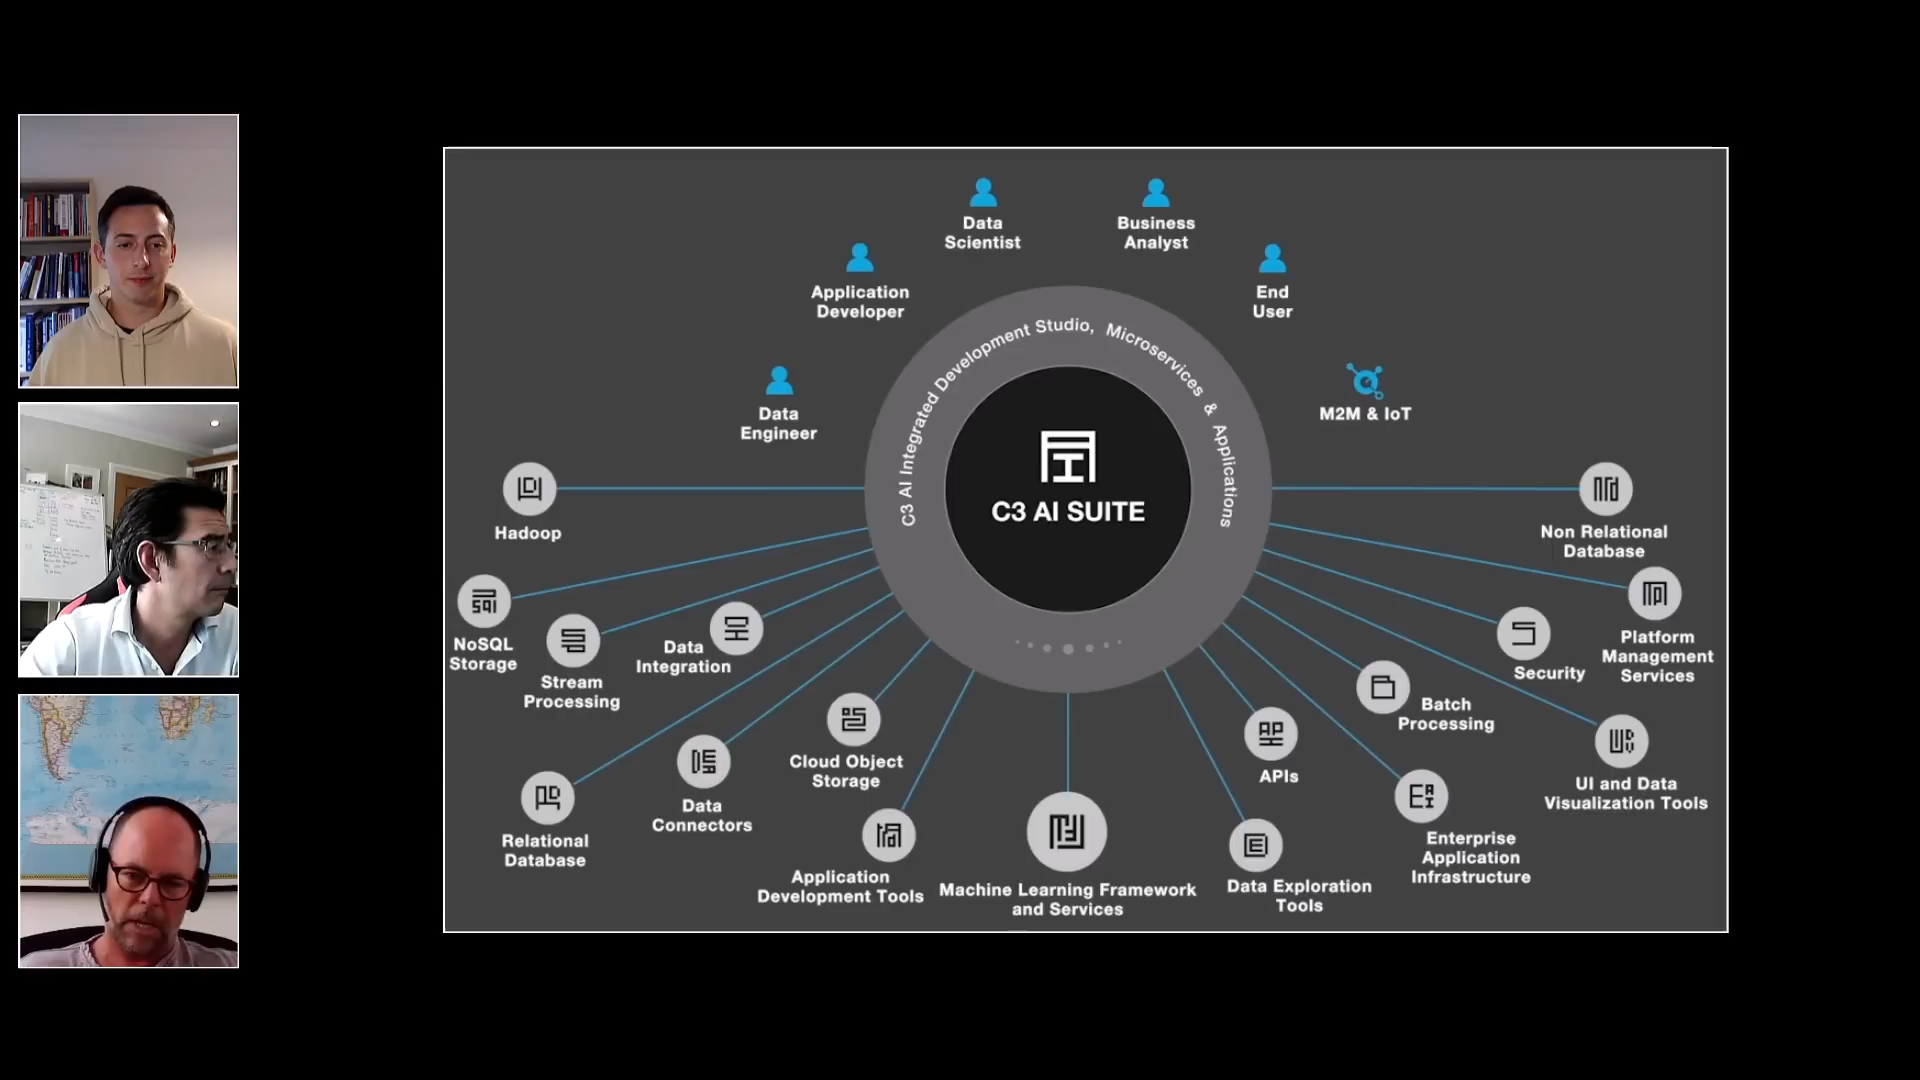 Data
Scientist
Business
Analyst
Application
Developer
End
User
Data
Engineer
M2M & IoT
C3 AI Integrated Development Studio, Microservices & Applications
C3 AI SUITE
Hadoop
Non Relational
Database
NoSQL
Storage
Stream
Processing
Data
Integration
Security
Platform
Management
Services
Batch
Processing
Cloud Object
Storage
APIs
UI and Data
Visualization Tools
Relational
Database
Data
Connectors
Application
Development Tools
Machine Learning Framework
and Services
Data Exploration
Tools
Enterprise
Application
Infrastructure